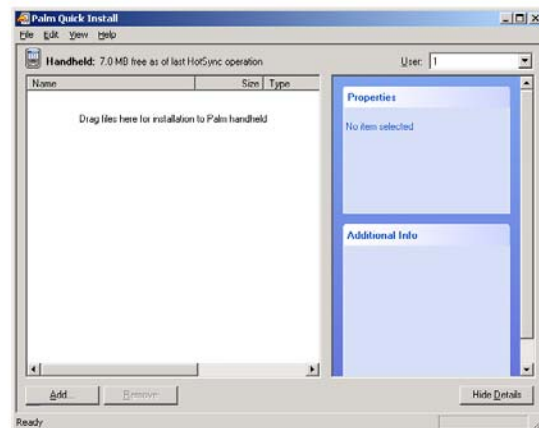 Palm Quick Install
File Edit View Help
Handheld: 7.0 MB free as of last HotSync operation
User: 1
Name Size Type
Drag files here for installation to Palm handheld
Properties
No item selected
Additional Info
Add... Remove
Hide Details
Ready